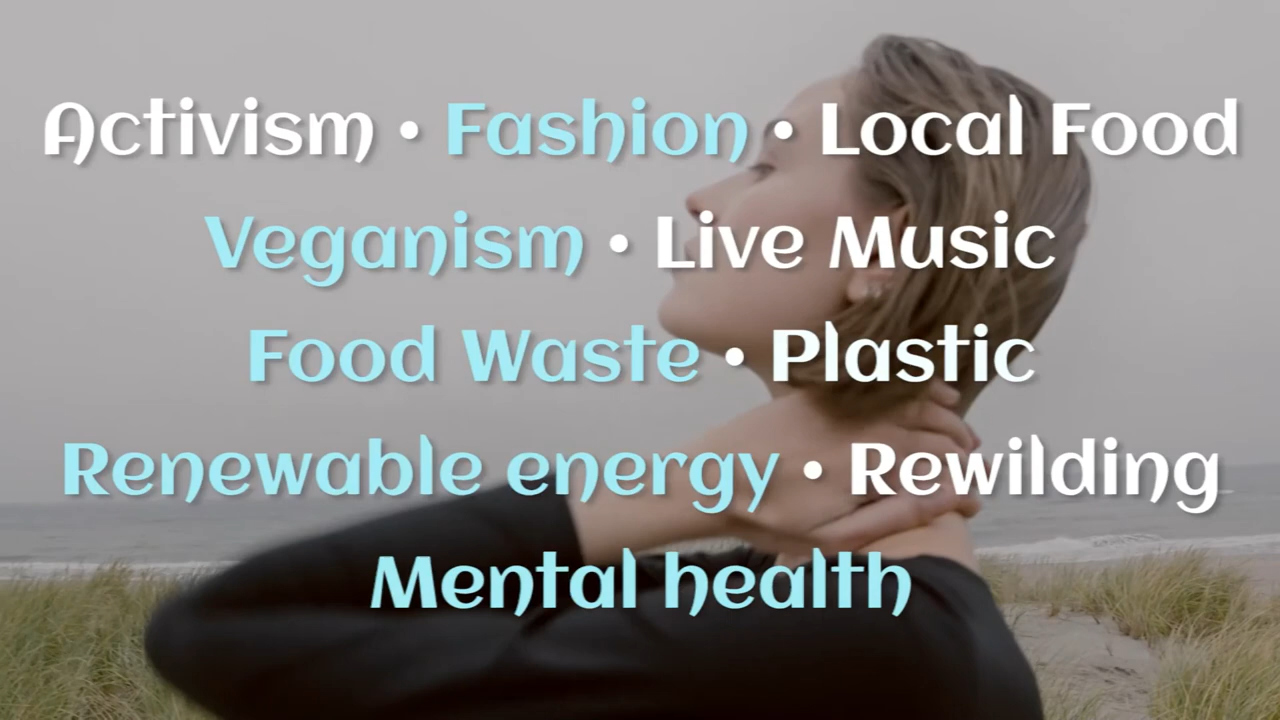 Activism • Fashion • Local Food
Veganism • Live Music
Food Waste • Plastic
Renewable energy • Rewilding
Mental health